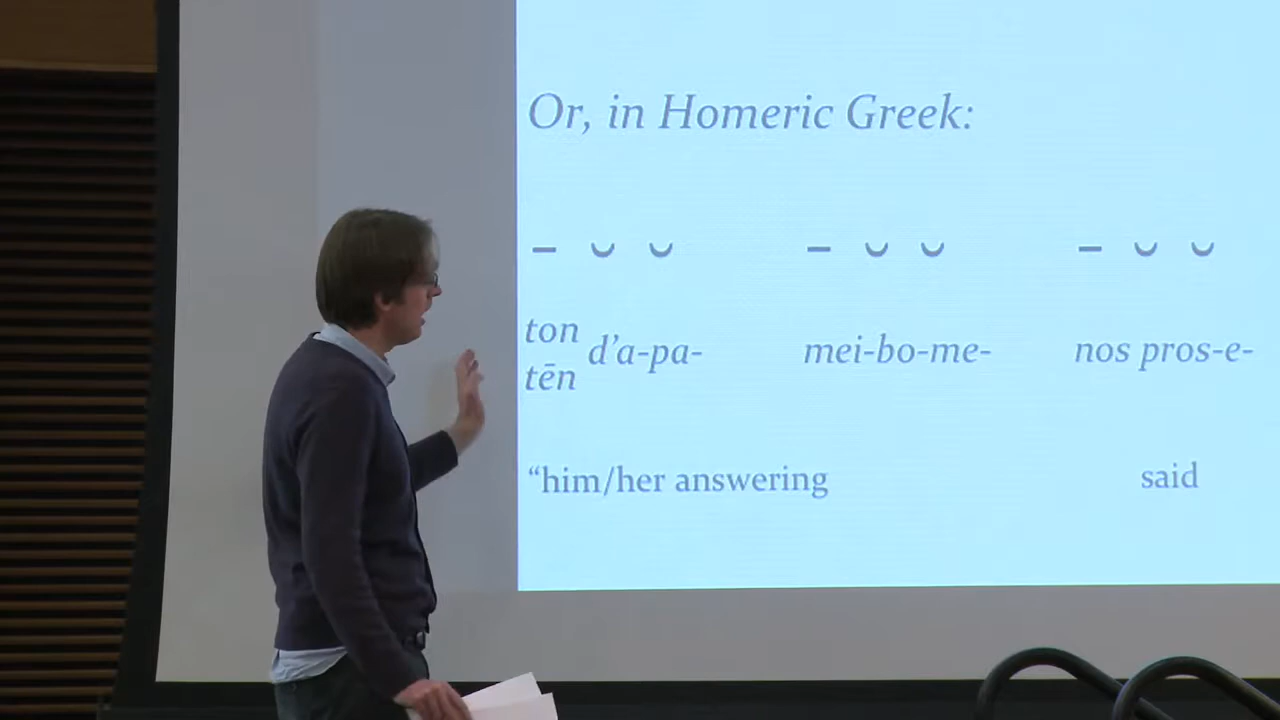 Or, in Homeric Greek:
– ⏑ ⏑ – ⏑ ⏑ – ⏑ ⏑
ton
tēn
d’a-pa- mei-bo-me- nos pros-e-
“him/her answering said